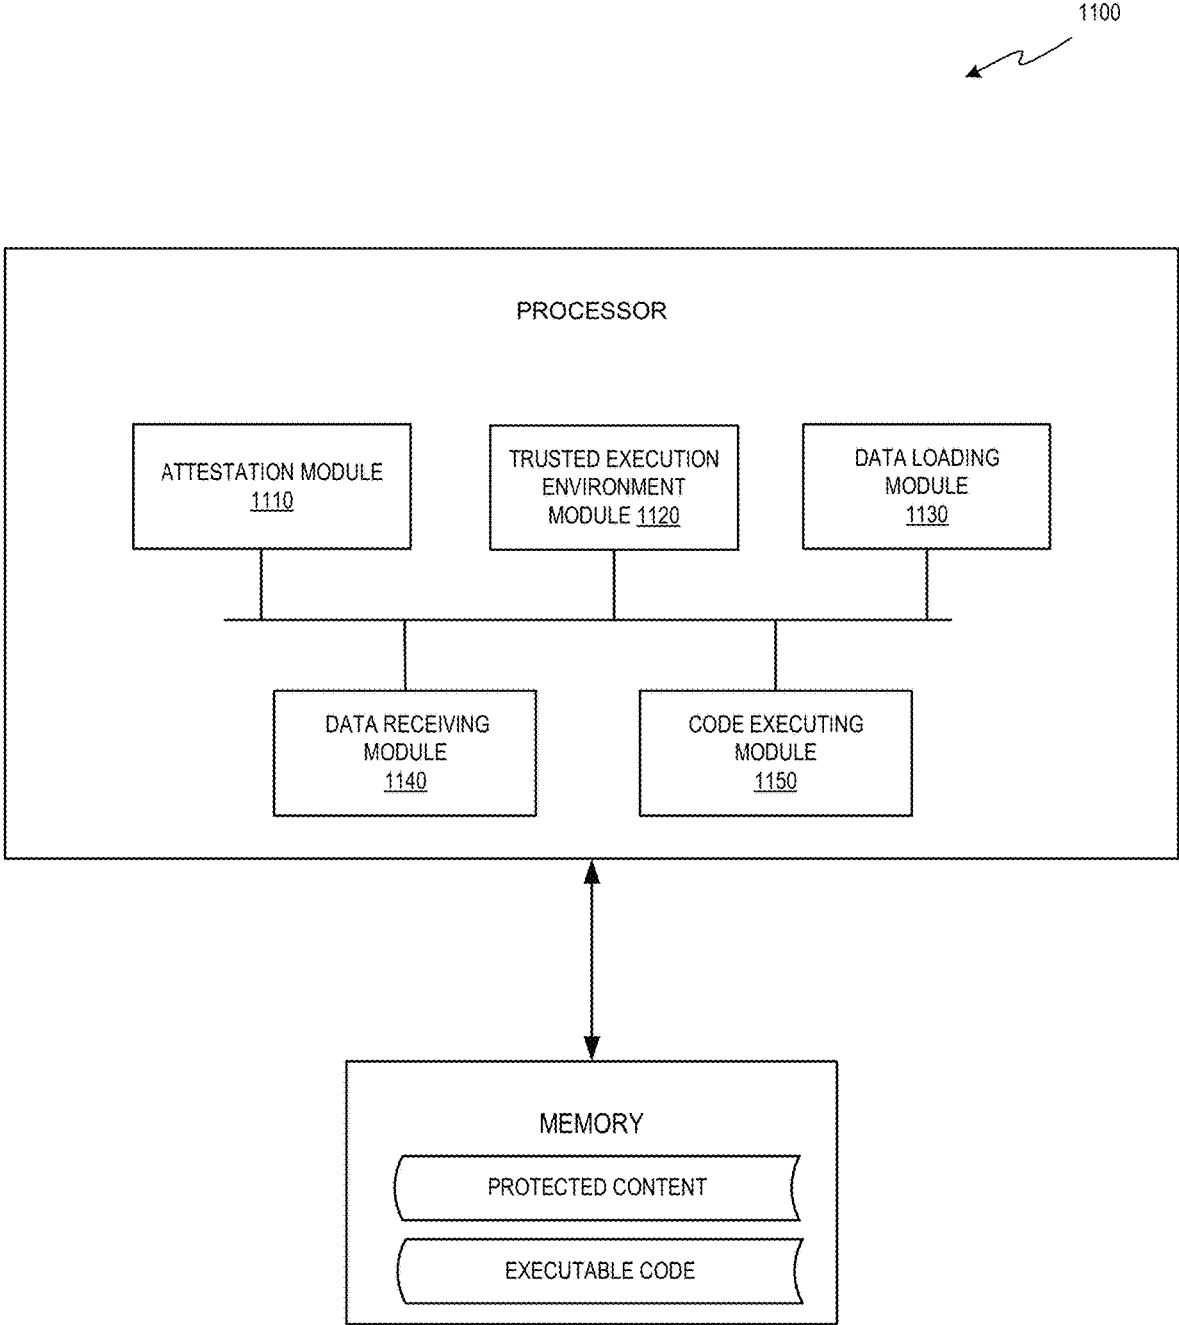 1100
PROCESSOR
ATTESTATION MODULE
1110
TRUSTED EXECUTION
ENVIRONMENT
MODULE 1120
DATA LOADING
MODULE
1130
DATA RECEIVING
MODULE
1140
CODE EXECUTING
MODULE
1150
MEMORY
PROTECTED CONTENT
EXECUTABLE CODE